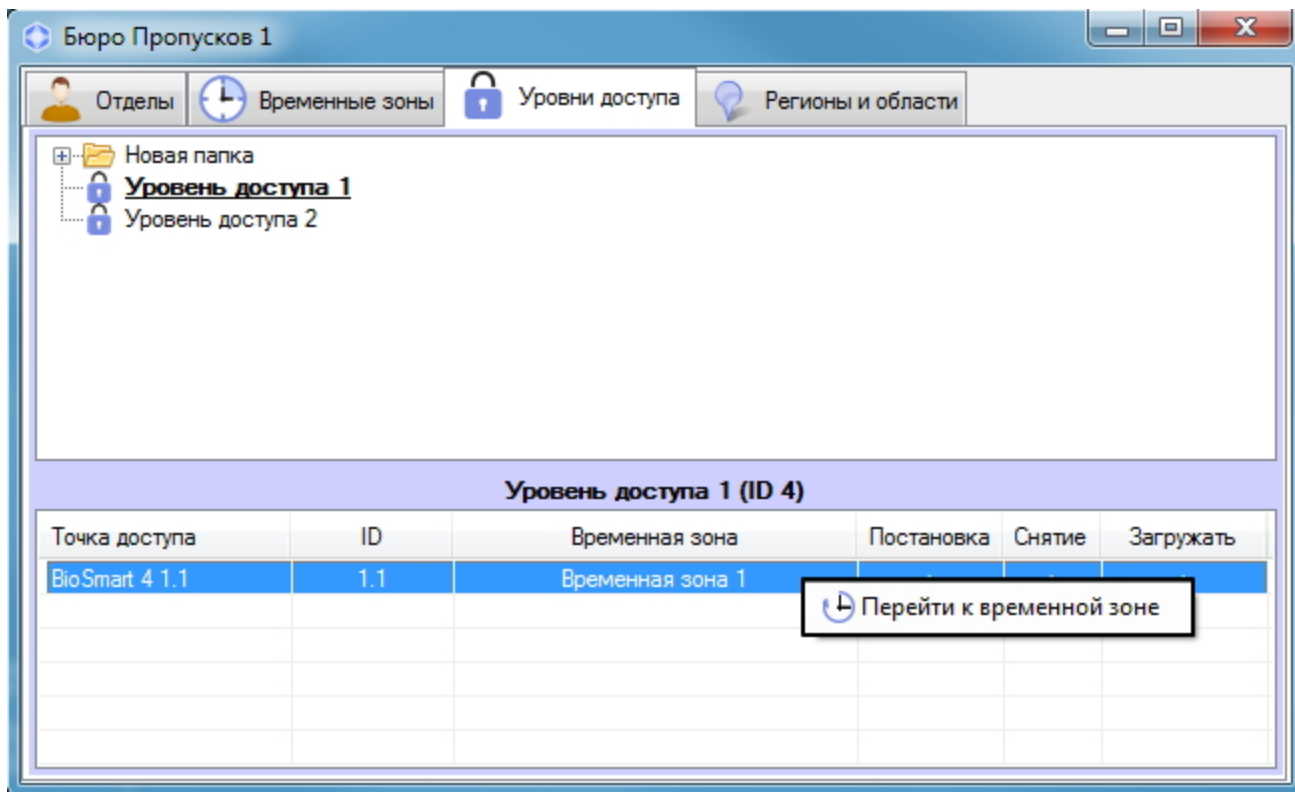 Бюро Пропусков 1
Отделы Временные зоны Уровни доступа Регионы и области
Новая папка
Уровень доступа 1
Уровень доступа 2
Уровень доступа 1 (ID 4)
Точка доступа ID Временная зона Постановка Снятие Загружать
BioSmart 4 1.1 1.1 Временная зона 1
Перейти к временной зоне